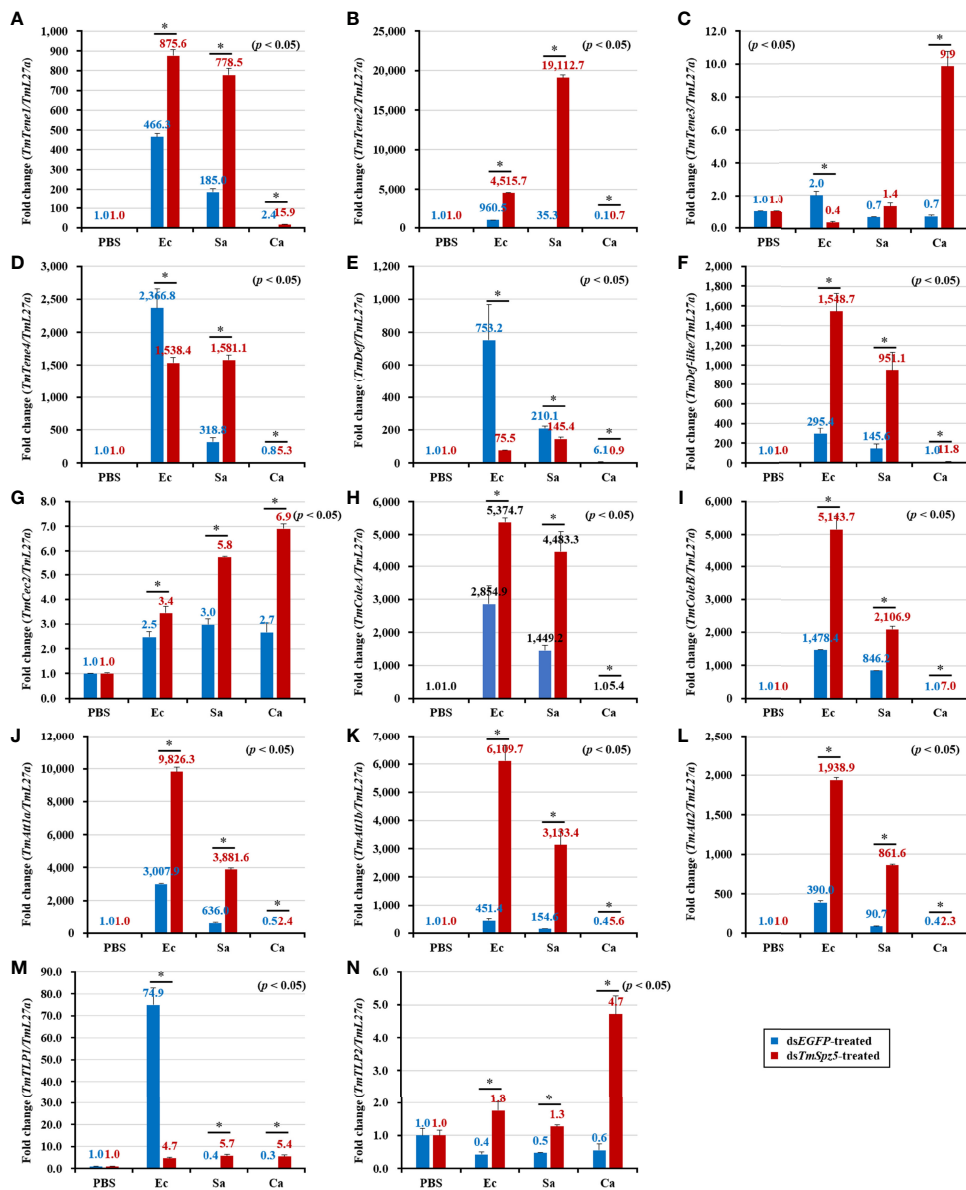 A
Fold change (TmTene1/TmL27a)
1,000
900
800
700
600
500
400
300
200
100
0
(p < 0.05)
1.0 1.0
466.3 875.6 *
185.0 778.5 *
2.4 15.9 *
PBS Ec Sa Ca
B
Fold change (TmTene2/TmL27a)
25,000
20,000
15,000
10,000
5,000
0
(p < 0.05)
1.0 1.0
960.5 4,515.7 *
35.3 19,112.7 *
0.1 10.7 *
PBS Ec Sa Ca
C
Fold change (TmTene3/TmL27a)
12.0
10.0
8.0
6.0
4.0
2.0
0.0
(p < 0.05)
1.0 1.0
2.0 0.4 *
0.7 1.4
0.7 9.9 *
PBS Ec Sa Ca
D
Fold change (TmTene4/TmL27a)
3,000
2,500
2,000
1,500
1,000
500
0
(p < 0.05)
1.0 1.0
2,366.8 1,538.4 *
318.8 1,581.1 *
0.8 5.3 *
PBS Ec Sa Ca
E
Fold change (TmDef/TmL27a)
1,200
1,000
800
600
400
200
0
(p < 0.05)
1.0 1.0
753.2 75.5 *
210.1 145.4 *
6.1 0.9 *
PBS Ec Sa Ca
F
Fold change (TmDef-like/TmL27a)
2,000
1,800
1,600
1,400
1,200
1,000
800
600
400
200
0
(p < 0.05)
1.0 1.0
295.4 1,548.7 *
145.6 951.1 *
1.0 11.8 *
PBS Ec Sa Ca
G
Fold change (TmCec2/TmL27a)
8.0
7.0
6.0
5.0
4.0
3.0
2.0
1.0
0.0
(p < 0.05)
1.0 1.0
2.5 3.4 *
3.0 5.8 *
2.7 6.9 *
PBS Ec Sa Ca
H
Fold change (TmColeA/TmL27a)
6,000
5,000
4,000
3,000
2,000
1,000
0
(p < 0.05)
1.0 1.0
2,854.9 5,374.7 *
1,449.2 4,483.3 *
1.0 5.4 *
PBS Ec Sa Ca
I
Fold change (TmColeB/TmL27a)
6,000
5,000
4,000
3,000
2,000
1,000
0
(p < 0.05)
1.0 1.0
1,478.4 5,143.7 *
846.2 2,106.9 *
1.0 7.0 *
PBS Ec Sa Ca
J
Fold change (TmAtt1a/TmL27a)
12,000
10,000
8,000
6,000
4,000
2,000
0
(p < 0.05)
1.0 1.0
3,007.9 9,826.3 *
636.0 3,881.6 *
0.5 2.4 *
PBS Ec Sa Ca
K
Fold change (TmAtt1b/TmL27a)
7,000
6,000
5,000
4,000
3,000
2,000
1,000
0
(p < 0.05)
1.0 1.0
451.4 6,109.7 *
154.6 3,133.4 *
0.4 5.6 *
PBS Ec Sa Ca
L
Fold change (TmAtt2/TmL27a)
2,500
2,000
1,500
1,000
500
0
(p < 0.05)
1.0 1.0
390.0 1,938.9 *
90.7 861.6 *
0.4 2.3 *
PBS Ec Sa Ca
M
Fold change (TmTLP1/TmL27a)
90.0
80.0
70.0
60.0
50.0
40.0
30.0
20.0
10.0
0.0
(p < 0.05)
1.0 1.0
74.9 4.7 *
0.4 5.7 *
0.3 5.4 *
PBS Ec Sa Ca
N
Fold change (TmTLP2/TmL27a)
6.0
5.0
4.0
3.0
2.0
1.0
0.0
(p < 0.05)
1.0 1.0
0.4 1.8 *
0.5 1.3 *
0.6 4.7 *
PBS Ec Sa Ca
dsEGFP-treated
dsTmSpz5-treated